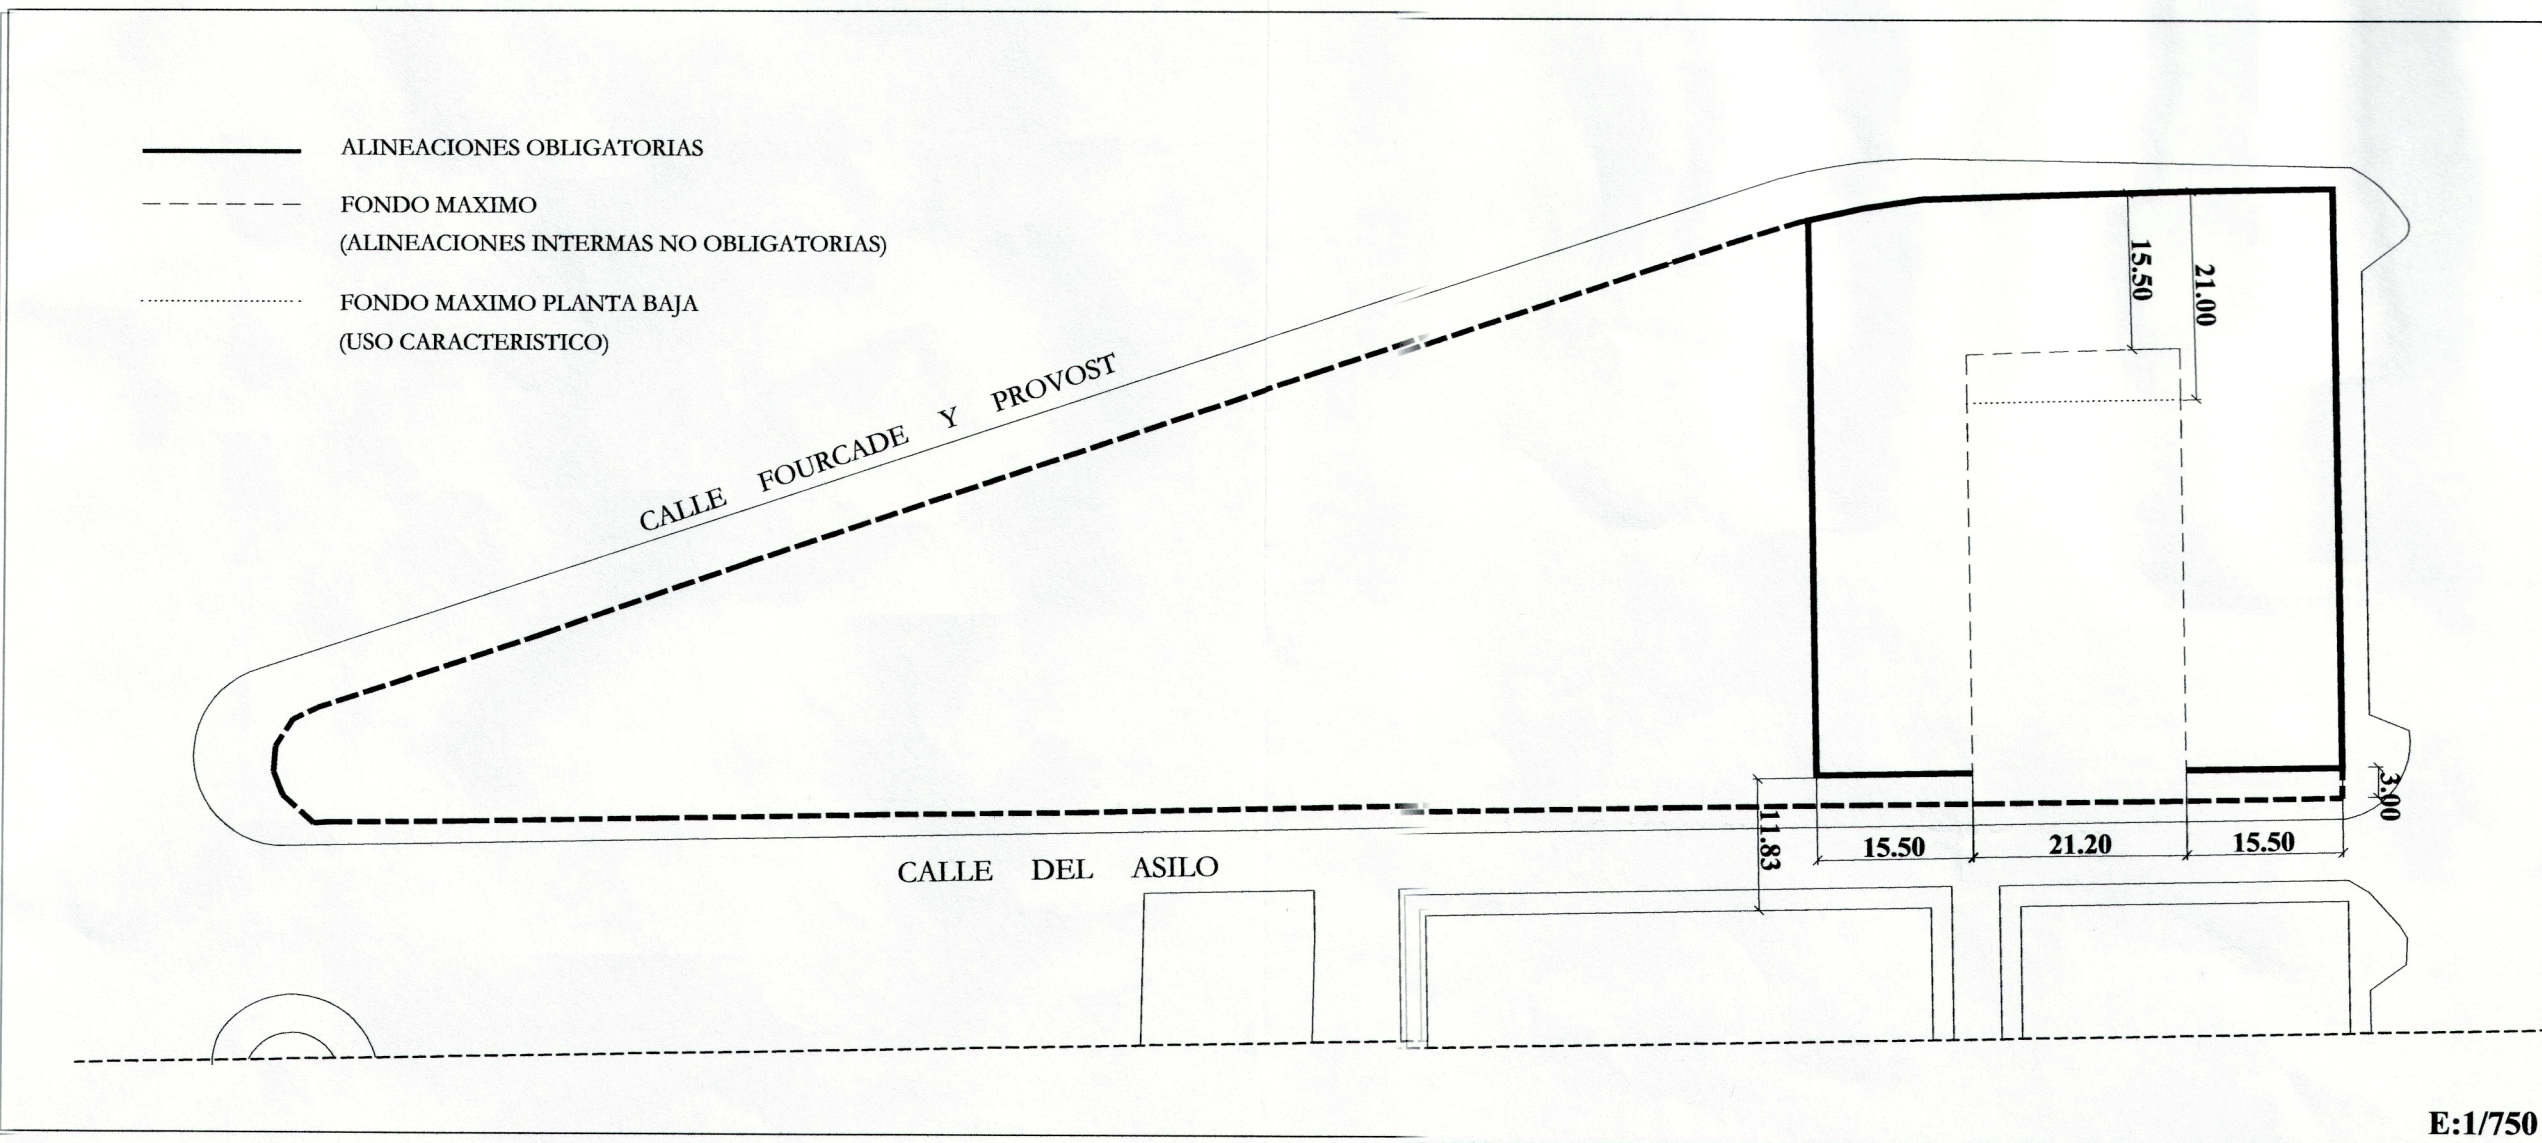 ALINEACIONES OBLIGATORIAS
FONDO MAXIMO
(ALINEACIONES INTERMAS NO OBLIGATORIAS)
FONDO MAXIMO PLANTA BAJA
(USO CARACTERISTICO)
CALLE FOURCADE Y PROVOST
15.50
21.00
3.00
11.83
15.50
21.20
15.50
CALLE DEL ASILO
E:1/750